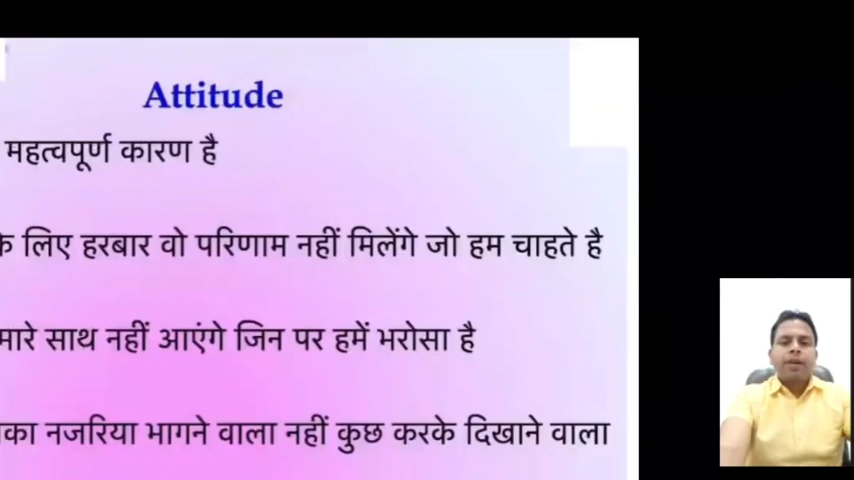 Attitude
महत्वपूर्ण कारण है
लिए हरबार वो परिणाम नहीं मिलेंगे जो हम चाहते है
साथ नहीं आएंगे जिन पर हमें भरोसा है
नजरिया भागने वाला नहीं कुछ करके दिखाने वाला